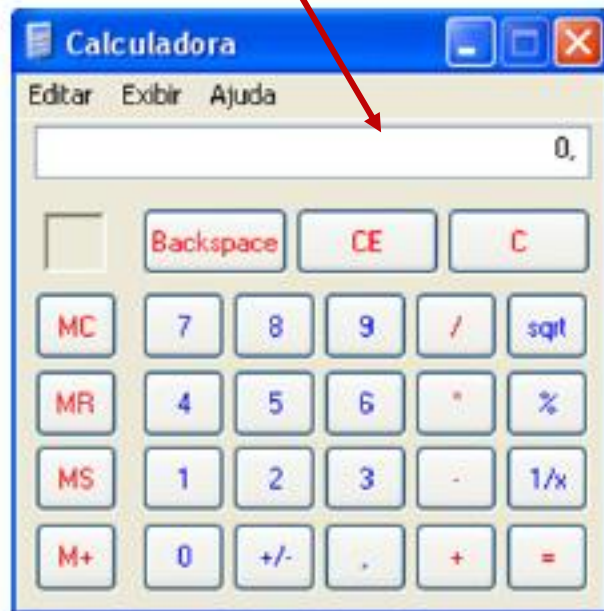 Calculadora
Editar Exibir Ajuda
0,
Backspace CE C
MC 7 8 9 / sqrt
MR 4 5 6 * %
MS 1 2 3 - 1/x
M+ 0 +/- , + =